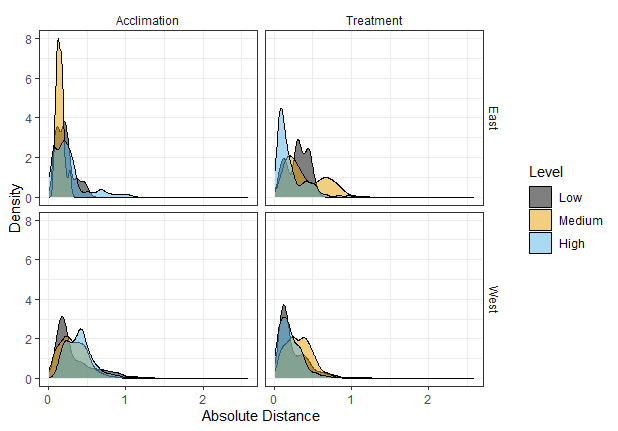 Acclimation
Treatment
8
6
4
2
0
East
8
6
4
2
0
West
Density
0
1
2
0
1
2
Absolute Distance
Level
Low
Medium
High